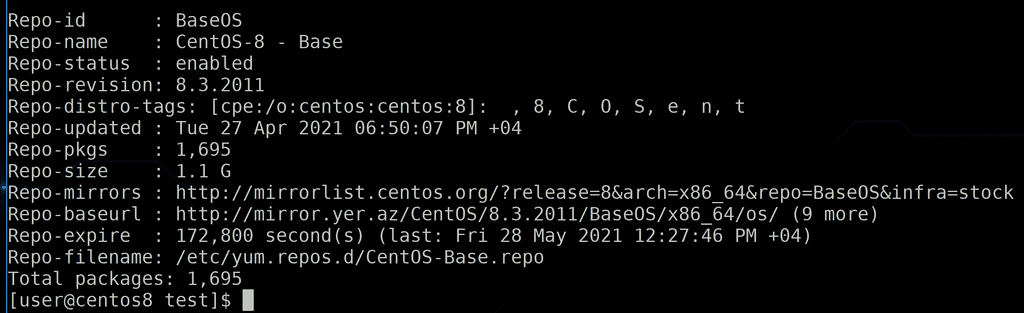 Repo-id      : BaseOS
Repo-name    : CentOS-8 - Base
Repo-status  : enabled
Repo-revision: 8.3.2011
Repo-distro-tags: [cpe:/o:centos:centos:8]:  , 8, C, O, S, e, n, t
Repo-updated : Tue 27 Apr 2021 06:50:07 PM +04
Repo-pkgs    : 1,695
Repo-size    : 1.1 G
Repo-mirrors : http://mirrorlist.centos.org/?release=8&arch=x86_64&repo=BaseOS&infra=stock
Repo-baseurl : http://mirror.yer.az/CentOS/8.3.2011/BaseOS/x86_64/os/ (9 more)
Repo-expire  : 172,800 second(s) (last: Fri 28 May 2021 12:27:46 PM +04)
Repo-filename: /etc/yum.repos.d/CentOS-Base.repo
Total packages: 1,695
[user@centos8 test]$